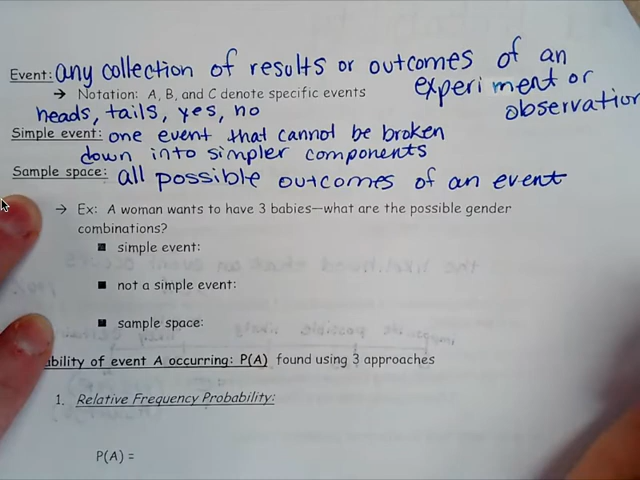 Event: any collection of results or outcomes of an
experiment or
→ Notation: A, B, and C denote specific events
observation
heads, tails, yes, no
Simple event: one event that cannot be broken
down into simpler components
Sample space: all possible outcomes of an event
→ Ex: A woman wants to have 3 babies—what are the possible gender
combinations?
■ simple event:
■ not a simple event:
■ sample space:
ability of event A occurring: P(A) found using 3 approaches
1. Relative Frequency Probability:
P(A) =